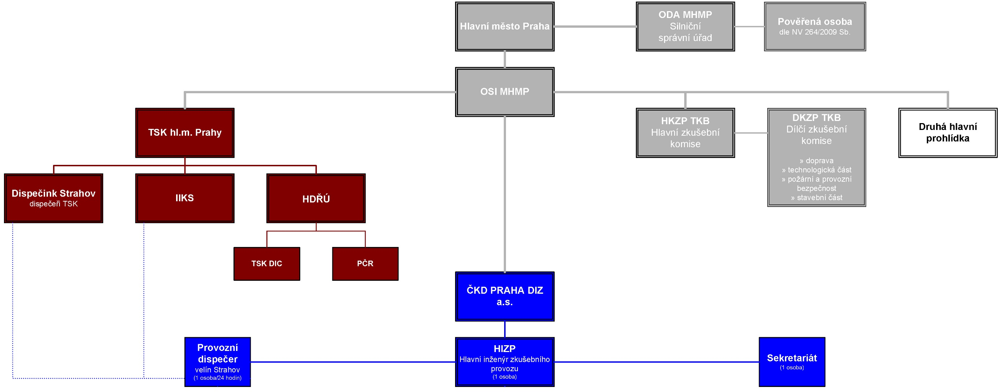 Hlavní město Praha
ODA MHMP
Silniční
správní úřad
Pověřená osoba
dle NV 264/2009 Sb.
OSI MHMP
TSK hl.m. Prahy
HKZP TKB
Hlavní zkušební
komise
DKZP TKB
Dílčí zkušební
komise
» doprava
» technologická část
» požární a provozní
bezpečnost
» stavební část
Druhá hlavní
prohlídka
Dispečink Strahov
dispečeři TSK
IIKS
HDŘÚ
TSK DIC
PČR
ČKD PRAHA DIZ
a.s.
Provozní
dispečer
velín Strahov
(1 osoba/24 hodin)
HIZP
Hlavní inženýr zkušebního
provozu
(1 osoba)
Sekretariát
(1 osoba)